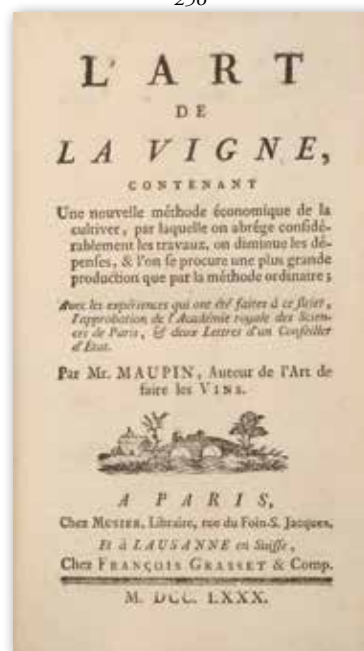 L'ART
DE
LA VIGNE,
CONTENANT
Une nouvelle méthode économique de la
cultiver, par laquelle on abrége considé-
rablement les travaux, on diminue les dé-
penses, & l'on se procure une plus grande
production que par la méthode ordinaire;
Avec les expériences qui ont été faites à ce sujet,
l'approbation de l'Académie royale des Scien-
ces de Paris, & deux Lettres d'un Conseiller
d'Etat.
Par Mr. MAUPIN, Auteur de l'Art de
faire les VINS.
A PARIS,
Chez MUSIER, Libraire, rue du Foin-S. Jacques.
Et à LAUSANNE en Suisse,
Chez FRANÇOIS GRASSET & Comp.
M. DCC. LXXX.